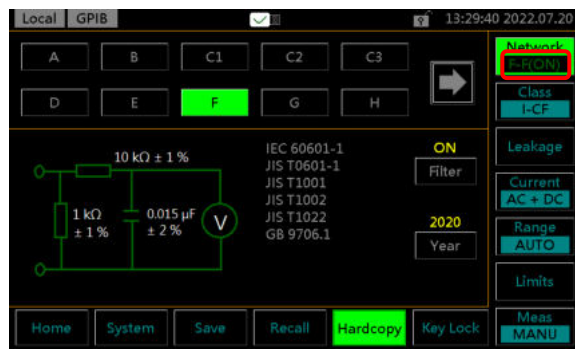 Local GPIB 13:29:40 2022.07.20
A B C1 C2 C3
D E F G H
10 kΩ ± 1 %
1 kΩ
± 1 %
0.015 µF
± 2 %
V
IEC 60601-1
JIS T0601-1
JIS T1001
JIS T1002
JIS T1022
GB 9706.1
ON
Filter
2020
Year
Network
F-F(ON)
Class
I-CF
Leakage
Current
AC + DC
Range
AUTO
Limits
Meas
MANU
Home System Save Recall Hardcopy Key Lock